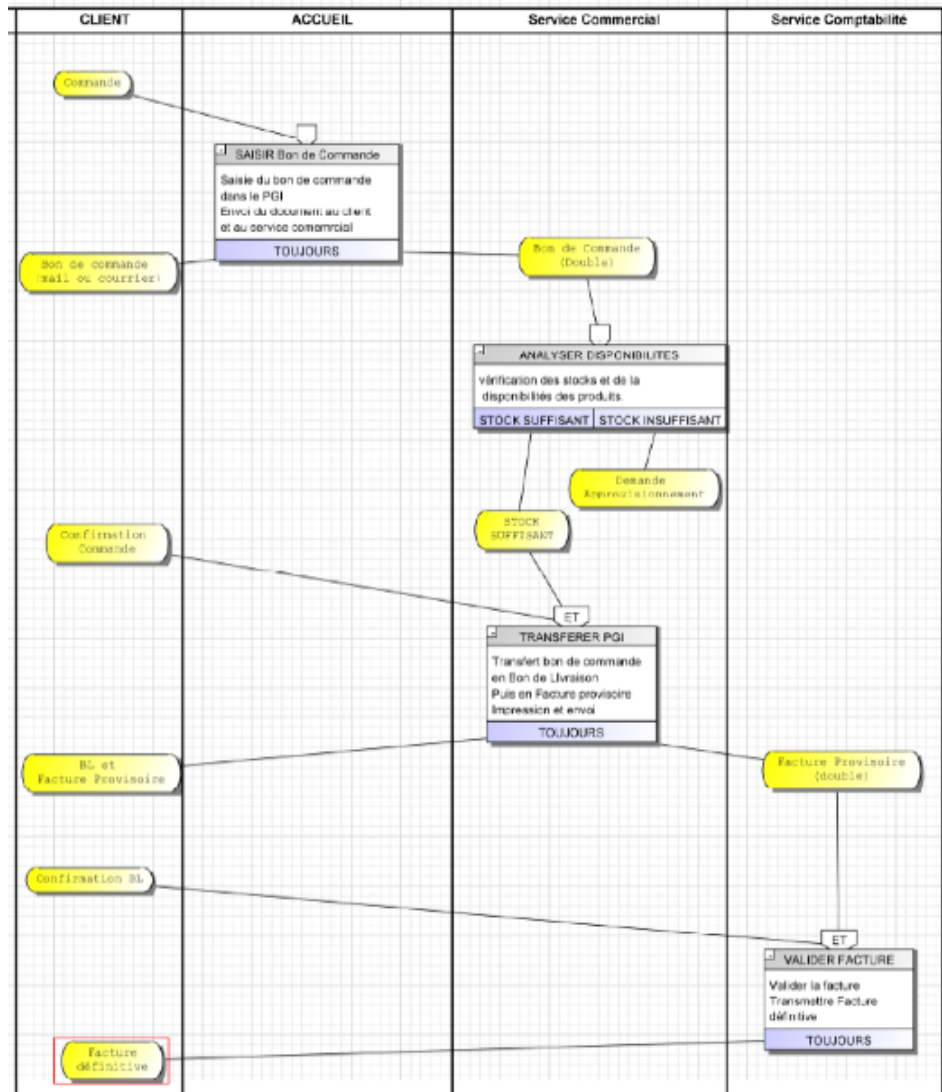 CLIENT
ACCUEIL
Service Commercial
Service Comptabilité
Commande
SAISIR Bon de Commande
Saisie du bon de commande
dans le PGI
Envoi du document au client
et au service comemrcial
TOUJOURS
Bon de commande
(mail ou courrier)
Bon de Commande
(Double)
ANALYSER DISPONIBILITES
vérification des stocks et de la
disponibilités des produits.
STOCK SUFFISANT
STOCK INSUFFISANT
Demande
Approvisionnement
STOCK
SUFFISANT
Confirmation
Commande
ET
TRANSFERER PGI
Transfert bon de commande
en Bon de LIvraison
Puis en Facture provisoire
Impression et envoi
TOUJOURS
BL et
Facture Provisoire
Facture Provisoire
(double)
Confirmation BL
ET
VALIDER FACTURE
Valider la facture
Transmettre Facture
définitive
TOUJOURS
Facture
définitive